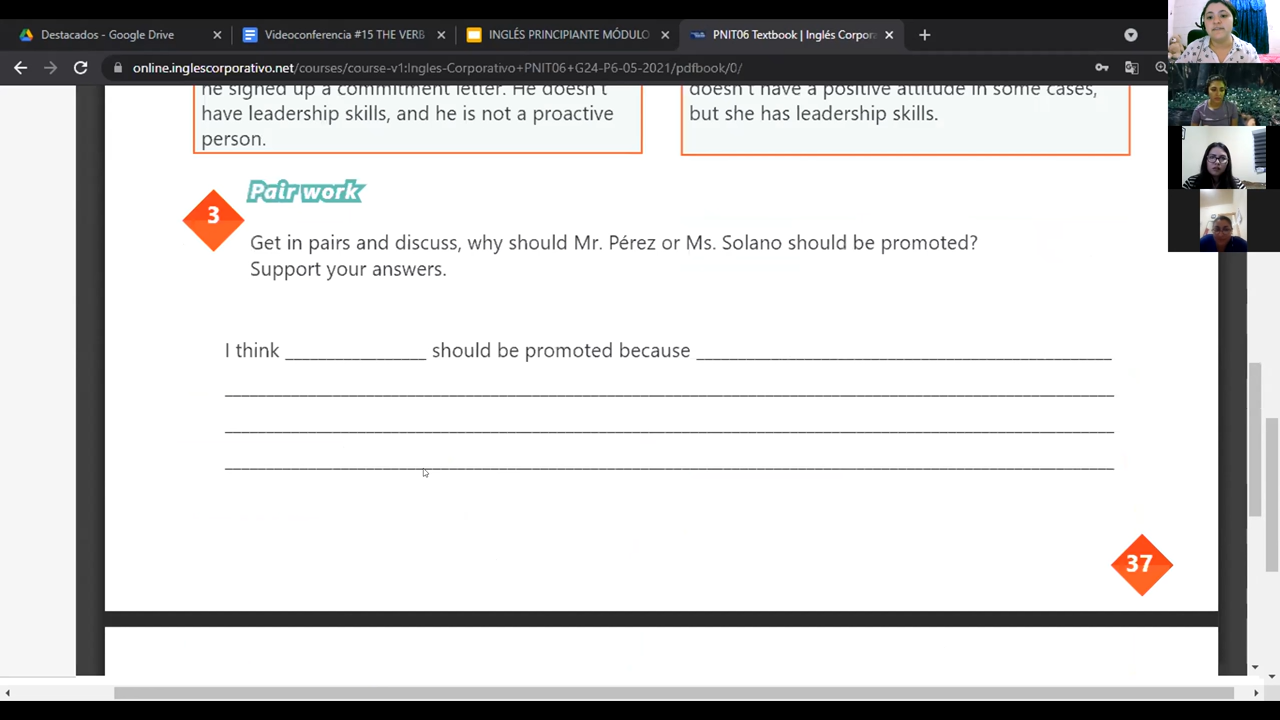 Destacados - Google Drive
Videoconferencia #15 THE VERB
INGLÉS PRINCIPIANTE MÓDULO
PNIT06 Textbook | Inglés Corpor
online.inglescorporativo.net/courses/course-v1:Ingles-Corporativo+PNIT06+G24-P6-05-2021/pdfbook/0/
he signed up a commitment letter. He doesn't
have leadership skills, and he is not a proactive
person.
doesn't have a positive attitude in some cases,
but she has leadership skills.
Pair work
3
Get in pairs and discuss, why should Mr. Pérez or Ms. Solano should be promoted?
Support your answers.
I think ________________ should be promoted because ________________
37